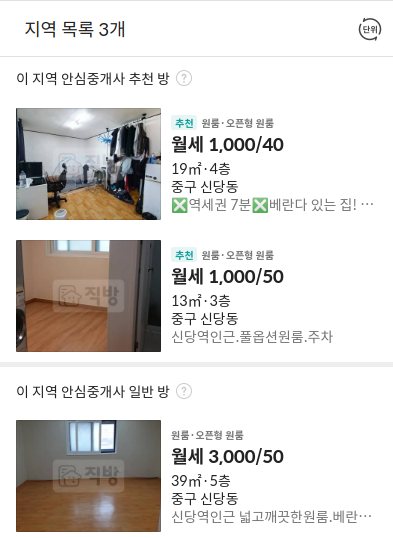 지역 목록 3개
단위
이 지역 안심중개사 추천 방 ?
직방
추천 원룸·오픈형 원룸
월세 1,000/40
19㎡·4층
중구 신당동
❎역세권 7분❎베란다 있는 집! …
직방
추천 원룸·오픈형 원룸
월세 1,000/50
13㎡·3층
중구 신당동
신당역인근.풀옵션원룸.주차
이 지역 안심중개사 일반 방 ?
직방
원룸·오픈형 원룸
월세 3,000/50
39㎡·5층
중구 신당동
신당역인근 넓고깨끗한원룸.베란…